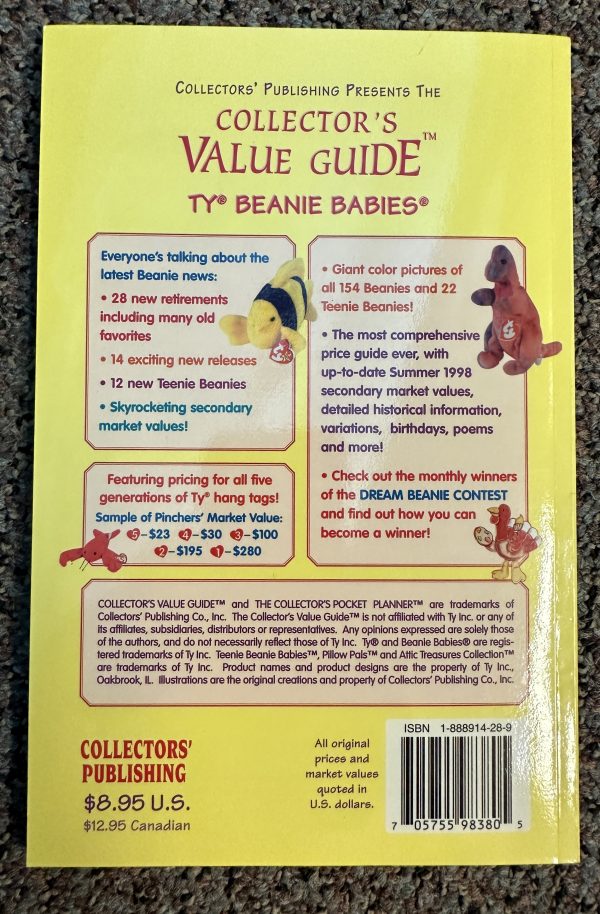 COLLECTORS' PUBLISHING PRESENTS THE
COLLECTOR'S
VALUE GUIDE™
TY® BEANIE BABIES®
Everyone's talking about the
latest Beanie news:
• 28 new retirements
including many old
favorites
• 14 exciting new releases
• 12 new Teenie Beanies
• Skyrocketing secondary
market values!
Featuring pricing for all five
generations of Ty® hang tags!
Sample of Pinchers' Market Value:
5-$23 4-$30 3-$100
2-$195 1-$280
• Giant color pictures of
all 154 Beanies and 22
Teenie Beanies!
• The most comprehensive
price guide ever, with
up-to-date Summer 1998
secondary market values,
detailed historical information,
variations, birthdays, poems
and more!
• Check out the monthly winners
of the DREAM BEANIE CONTEST
and find out how you can
become a winner!
COLLECTOR'S VALUE GUIDE™ and THE COLLECTOR'S POCKET PLANNER™ are trademarks of
Collectors' Publishing Co., Inc. The Collector's Value Guide™ is not affiliated with Ty Inc. or any of
its affiliates, subsidiaries, distributors or representatives. Any opinions expressed are solely those
of the authors, and do not necessarily reflect those of Ty Inc. Ty® and Beanie Babies® are regis-
tered trademarks of Ty Inc. Teenie Beanie Babies™, Pillow Pals™ and Attic Treasures Collection™
are trademarks of Ty Inc. Product names and product designs are the property of Ty Inc.,
Oakbrook, IL. Illustrations are the original creations and property of Collectors' Publishing Co., Inc.
COLLECTORS'
PUBLISHING
$8.95 U.S.
$12.95 Canadian
All original
prices and
market values
quoted in
U.S. dollars.
ISBN 1-888914-28-9
7 05755 98380 5